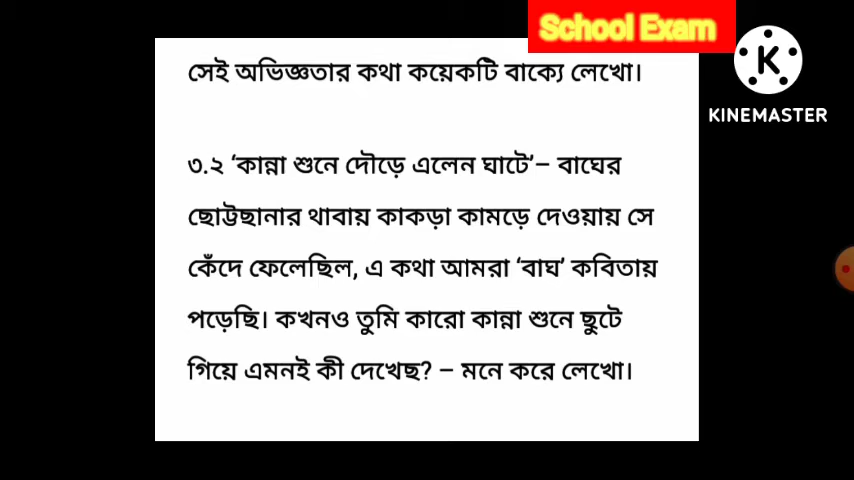 School Exam
KINEMASTER
সেই অভিজ্ঞতার কথা কয়েকটি বাক্যে লেখো।
৩.২ ‘কান্না শুনে দৌড়ে এলেন ঘাটে’– বাঘের
ছোট্টছানার থাবায় কাকড়া কামড়ে দেওয়ায় সে
কেঁদে ফেলেছিল, এ কথা আমরা ‘বাঘ’ কবিতায়
পড়েছি। কখনও তুমি কারো কান্না শুনে ছুটে
গিয়ে এমনই কী দেখেছ? – মনে করে লেখো।